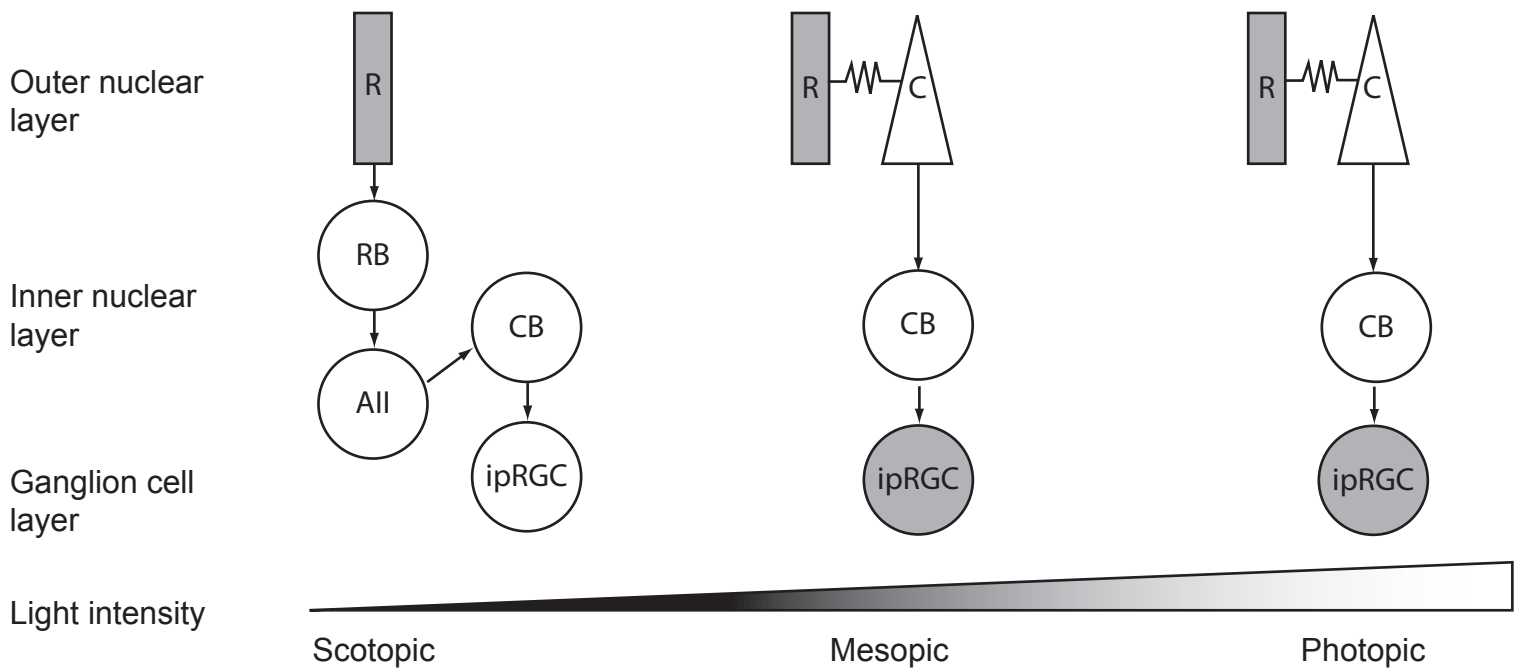 Outer nuclear
layer
R
R
C
R
C
RB
Inner nuclear
layer
CB
CB
CB
AII
Ganglion cell
layer
ipRGC
ipRGC
ipRGC
Light intensity
Scotopic
Mesopic
Photopic